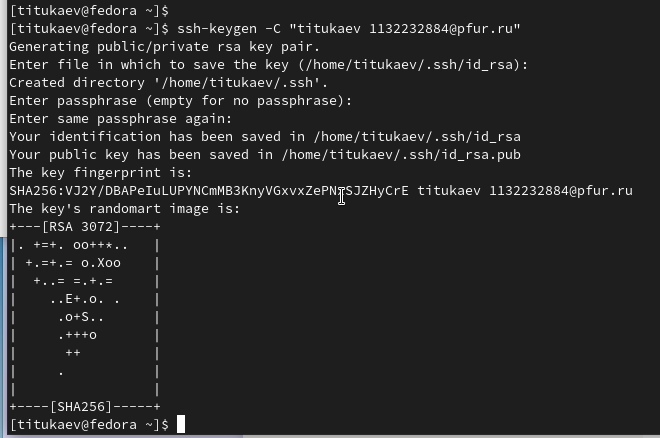 [titukaev@fedora ~]$
[titukaev@fedora ~]$ ssh-keygen -C "titukaev 1132232884@pfur.ru"
Generating public/private rsa key pair.
Enter file in which to save the key (/home/titukaev/.ssh/id_rsa):
Created directory '/home/titukaev/.ssh'.
Enter passphrase (empty for no passphrase):
Enter same passphrase again:
Your identification has been saved in /home/titukaev/.ssh/id_rsa
Your public key has been saved in /home/titukaev/.ssh/id_rsa.pub
The key fingerprint is:
titukaev 1132232884@pfur.ru
The key's randomart image is:
+---[RSA 3072]----+
|. +=+. oo++*..   |
| +.=+.= o.Xoo    |
|  +..= =.+.=     |
|    ..E+.o. .    |
|     .o+S..      |
|     .+++o       |
|      ++         |
|     .           |
|                 |
+----[SHA256]-----+
[titukaev@fedora ~]$